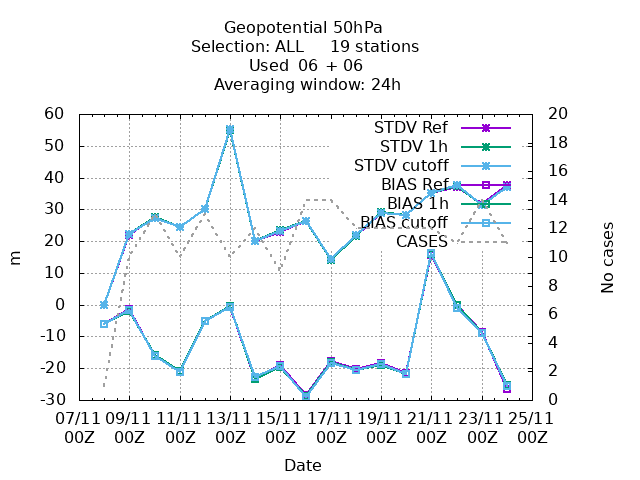 Geopotential 50hPa
Selection: ALL 19 stations
Used 06 + 06
Averaging window: 24h
60
50
40
30
20
10
0
-10
-20
-30
m
20
18
16
14
12
10
8
6
4
2
0
No cases
STDV Ref
STDV 1h
STDV cutoff
BIAS Ref
BIAS 1h
BIAS cutoff
CASES
07/11 09/11 11/11 13/11 15/11 17/11 19/11 21/11 23/11 25/11
00Z 00Z 00Z 00Z 00Z 00Z 00Z 00Z 00Z 00Z
Date